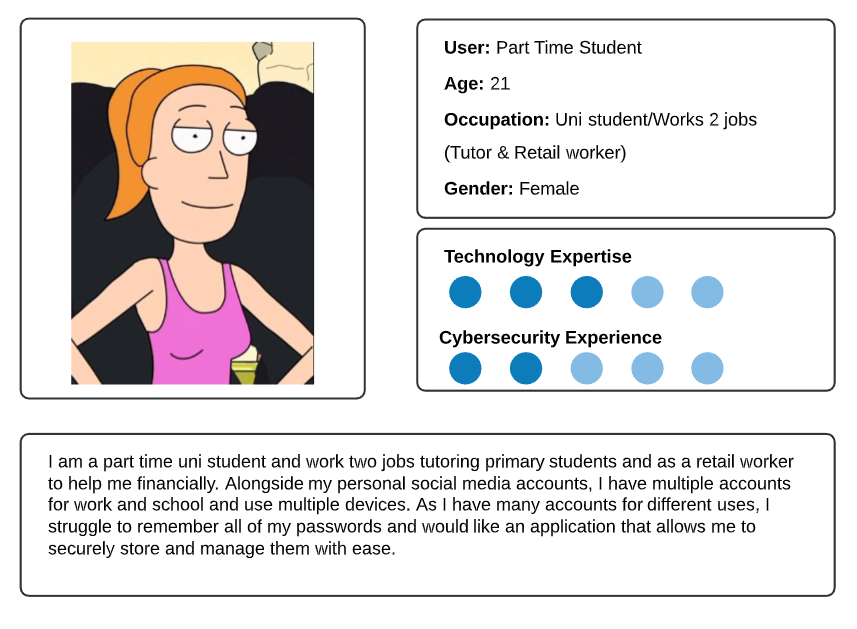 User: Part Time Student
Age: 21
Occupation: Uni student/Works 2 jobs
(Tutor & Retail worker)
Gender: Female
Technology Expertise
Cybersecurity Experience
I am a part time uni student and work two jobs tutoring primary students and as a retail worker
to help me financially. Alongside my personal social media accounts, I have multiple accounts
for work and school and use multiple devices. As I have many accounts for different uses, I
struggle to remember all of my passwords and would like an application that allows me to
securely store and manage them with ease.